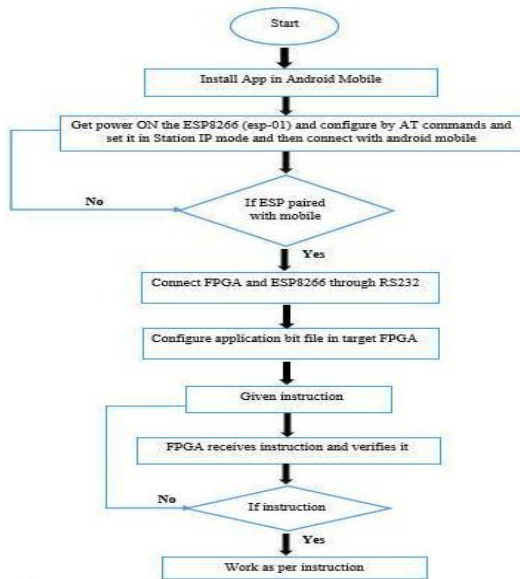 Start
Install App in Android Mobile
Get power ON the ESP8266 (esp-01) and configure by AT commands and
set it in Station IP mode and then connect with android mobile
No
If ESP paired
with mobile
Yes
Connect FPGA and ESP8266 through RS232
Configure application bit file in target FPGA
Given instruction
FPGA receives instruction and verifies it
No
If instruction
Yes
Work as per instruction